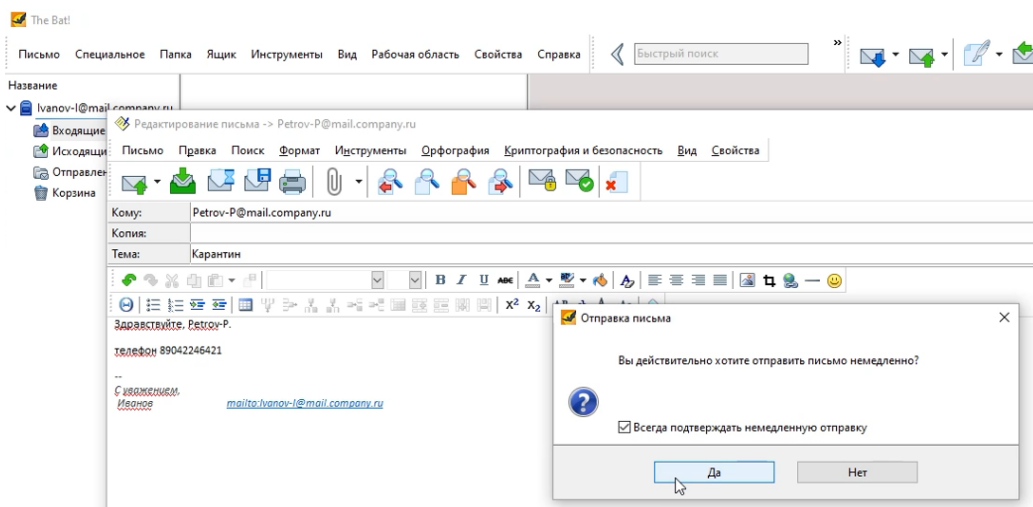 The Bat!
Письмо Специальное Папка Ящик Инструменты Вид Рабочая область Свойства Справка Быстрый поиск »
Название
Ivanov-I@mail.company.ru
Входящие
Исходящи
Отправлен
Корзина
Редактирование письма -> Petrov-P@mail.company.ru
Письмо Правка Поиск Формат Инструменты Орфография Криптография и безопасность Вид Свойства
Кому: Petrov-P@mail.company.ru
Копия:
Тема: Карантин
B I U ABC A
X² X₂
Здравствуйте, Petrov-P.
телефон 89042246421
--
С уважением,
Иванов mailto:Ivanov-I@mail.company.ru
Отправка письма
Вы действительно хотите отправить письмо немедленно?
Всегда подтверждать немедленную отправку
Да Нет